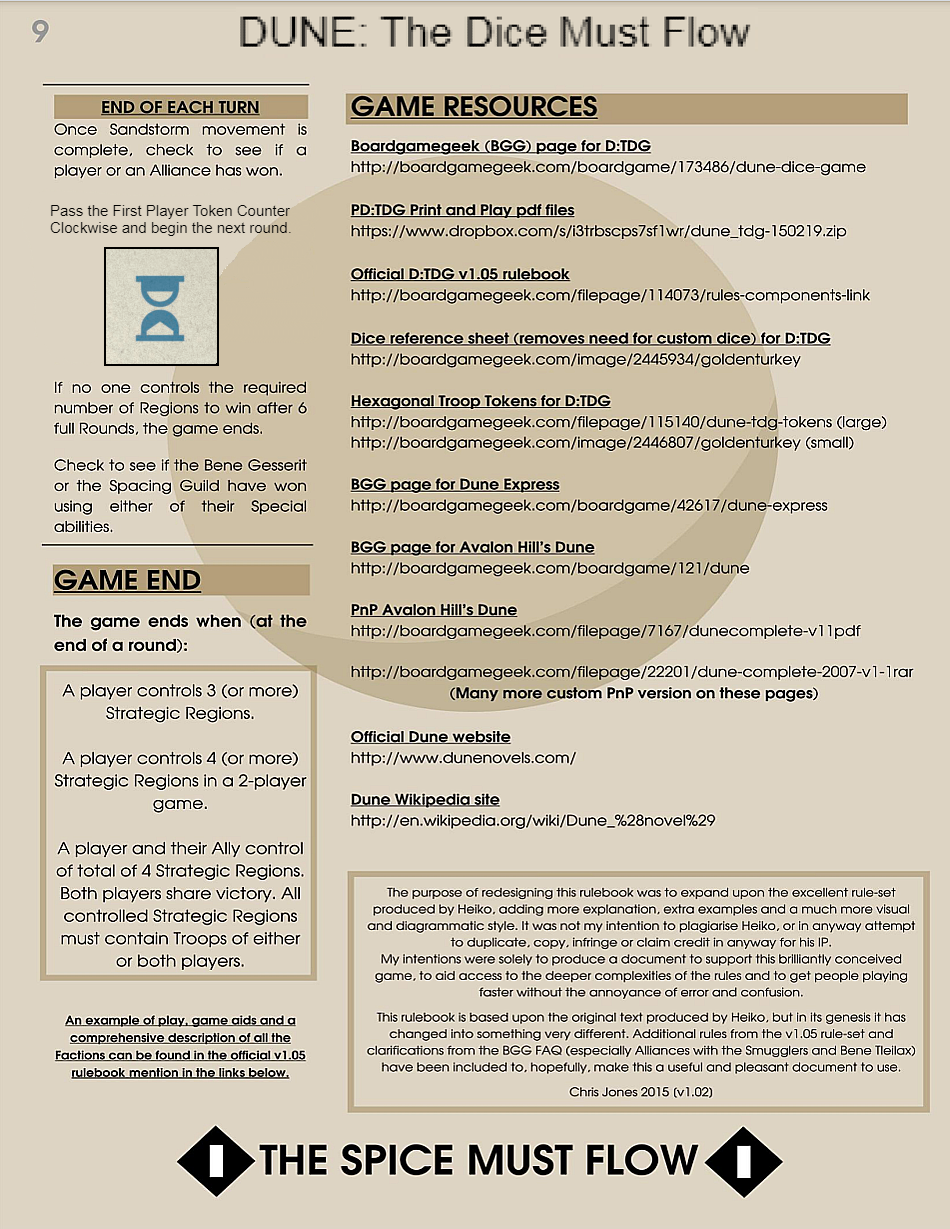 9
DUNE: The Dice Must Flow
END OF EACH TURN
Once Sandstorm movement is
complete, check to see if a
player or an Alliance has won.
Pass the First Player Token Counter
Clockwise and begin the next round.
If no one controls the required
number of Regions to win after 6
full Rounds, the game ends.
Check to see if the Bene Gesserit
or the Spacing Guild have won
using either of their Special
abilities.
GAME END
The game ends when (at the
end of a round):
A player controls 3 (or more)
Strategic Regions.
A player controls 4 (or more)
Strategic Regions in a 2-player
game.
A player and their Ally control
of total of 4 Strategic Regions.
Both players share victory. All
controlled Strategic Regions
must contain Troops of either
or both players.
An example of play, game aids and a
comprehensive description of all the
Factions can be found in the official v1.05
rulebook mention in the links below.
GAME RESOURCES
Boardgamegeek (BGG) page for D:TDG
http://boardgamegeek.com/boardgame/173486/dune-dice-game
PD:TDG Print and Play pdf files
https://www.dropbox.com/s/i3trbscps7sf1wr/dune_tdg-150219.zip
Official D:TDG v1.05 rulebook
http://boardgamegeek.com/filepage/114073/rules-components-link
Dice reference sheet (removes need for custom dice) for D:TDG
http://boardgamegeek.com/image/2445934/goldenturkey
Hexagonal Troop Tokens for D:TDG
http://boardgamegeek.com/filepage/115140/dune-tdg-tokens (large)
http://boardgamegeek.com/image/2446807/goldenturkey (small)
BGG page for Dune Express
http://boardgamegeek.com/boardgame/42617/dune-express
BGG page for Avalon Hill's Dune
http://boardgamegeek.com/boardgame/121/dune
PnP Avalon Hill's Dune
http://boardgamegeek.com/filepage/7167/dunecomplete-v11pdf
http://boardgamegeek.com/filepage/22201/dune-complete-2007-v1-1rar
(Many more custom PnP version on these pages)
Official Dune website
http://www.dunenovels.com/
Dune Wikipedia site
http://en.wikipedia.org/wiki/Dune_%28novel%29
The purpose of redesigning this rulebook was to expand upon the excellent rule-set
produced by Heiko, adding more explanation, extra examples and a much more visual
and diagrammatic style. It was not my intention to plagiarise Heiko, or in anyway attempt
to duplicate, copy, infringe or claim credit in anyway for his IP.
My intentions were solely to produce a document to support this brilliantly conceived
game, to aid access to the deeper complexities of the rules and to get people playing
faster without the annoyance of error and confusion.
This rulebook is based upon the original text produced by Heiko, but in its genesis it has
changed into something very different. Additional rules from the v1.05 rule-set and
clarifications from the BGG FAQ (especially Alliances with the Smugglers and Bene Tleilax)
have been included to, hopefully, make this a useful and pleasant document to use.
Chris Jones 2015 [v1.02]
THE SPICE MUST FLOW